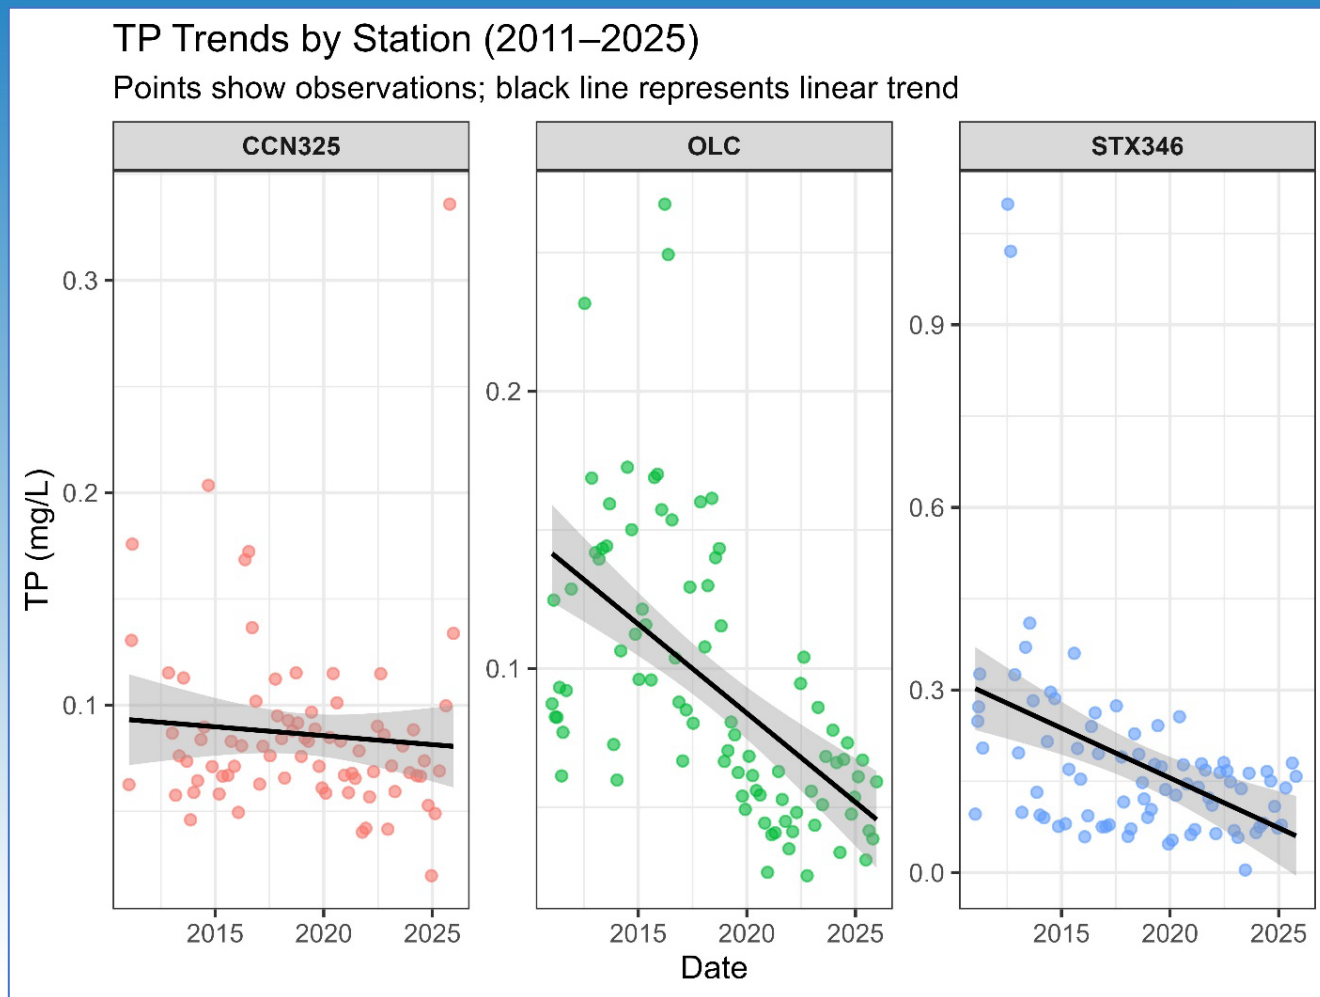 TP Trends by Station (2011–2025)
Points show observations; black line represents linear trend
CCN325
OLC
STX346
TP (mg/L)
0.3
0.2
0.1
0.2
0.1
0.9
0.6
0.3
0.0
2015 2020 2025
2015 2020 2025
2015 2020 2025
Date